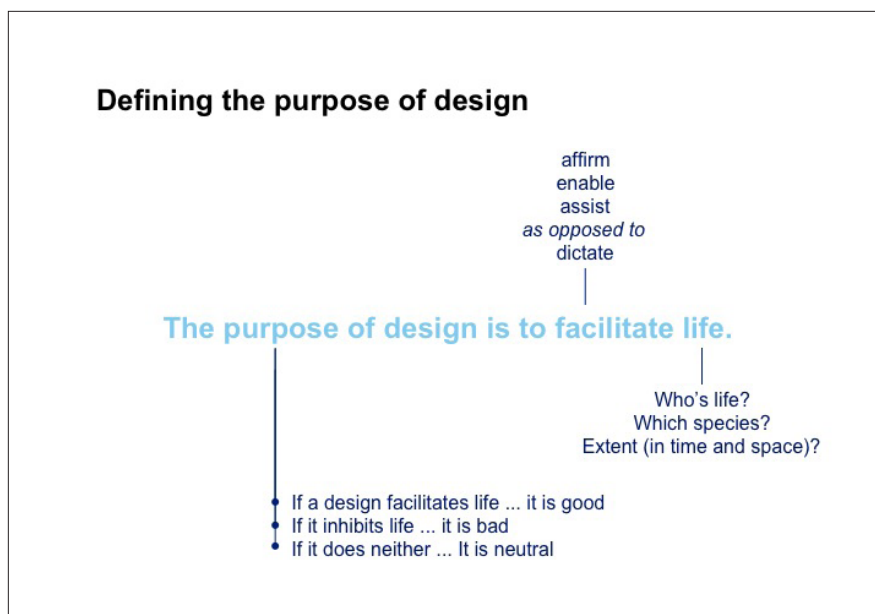 Defining the purpose of design
affirm
enable
assist
as opposed to
dictate
The purpose of design is to facilitate life.
Who's life?
Which species?
Extent (in time and space)?
If a design facilitates life ... it is good
If it inhibits life ... it is bad
If it does neither ... It is neutral